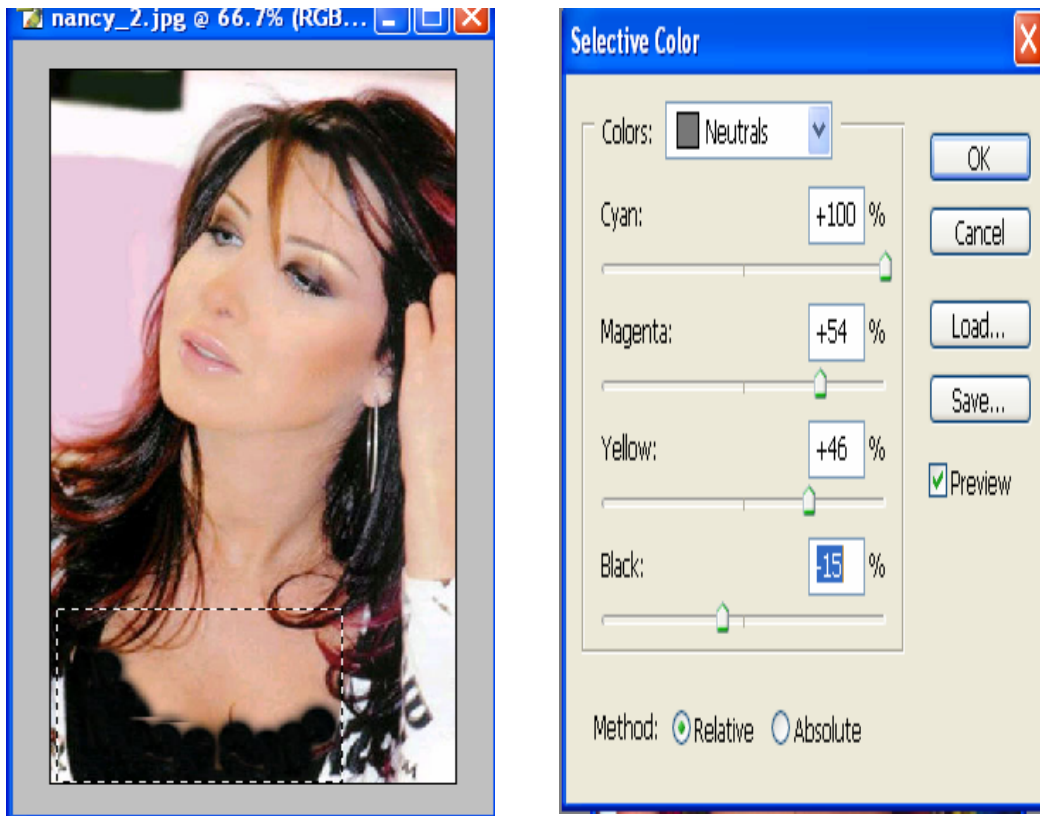 nancy_2.jpg @ 66.7% (RGB...
Selective Color
Colors: Neutrals
OK
Cyan: +100 %
Cancel
Magenta: +54 %
Load...
Save...
Yellow: +46 %
Preview
Black: -15 %
Method: Relative Absolute